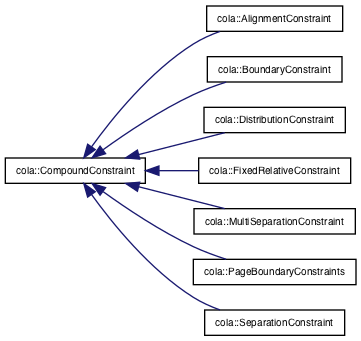 cola::AlignmentConstraint
cola::BoundaryConstraint
cola::DistributionConstraint
cola::CompoundConstraint
cola::FixedRelativeConstraint
cola::MultiSeparationConstraint
cola::PageBoundaryConstraints
cola::SeparationConstraint